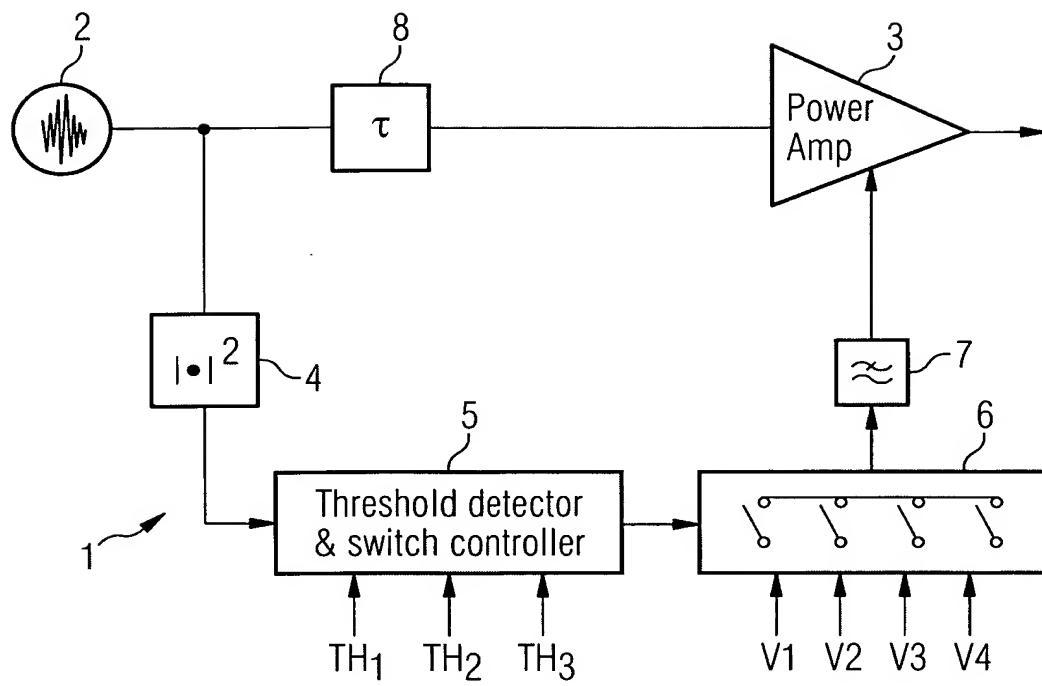 2
8
3
τ
Power
Amp
|•|²
4
7
5
6
Threshold detector
& switch controller
1
TH₁ TH₂ TH₃
V1 V2 V3 V4